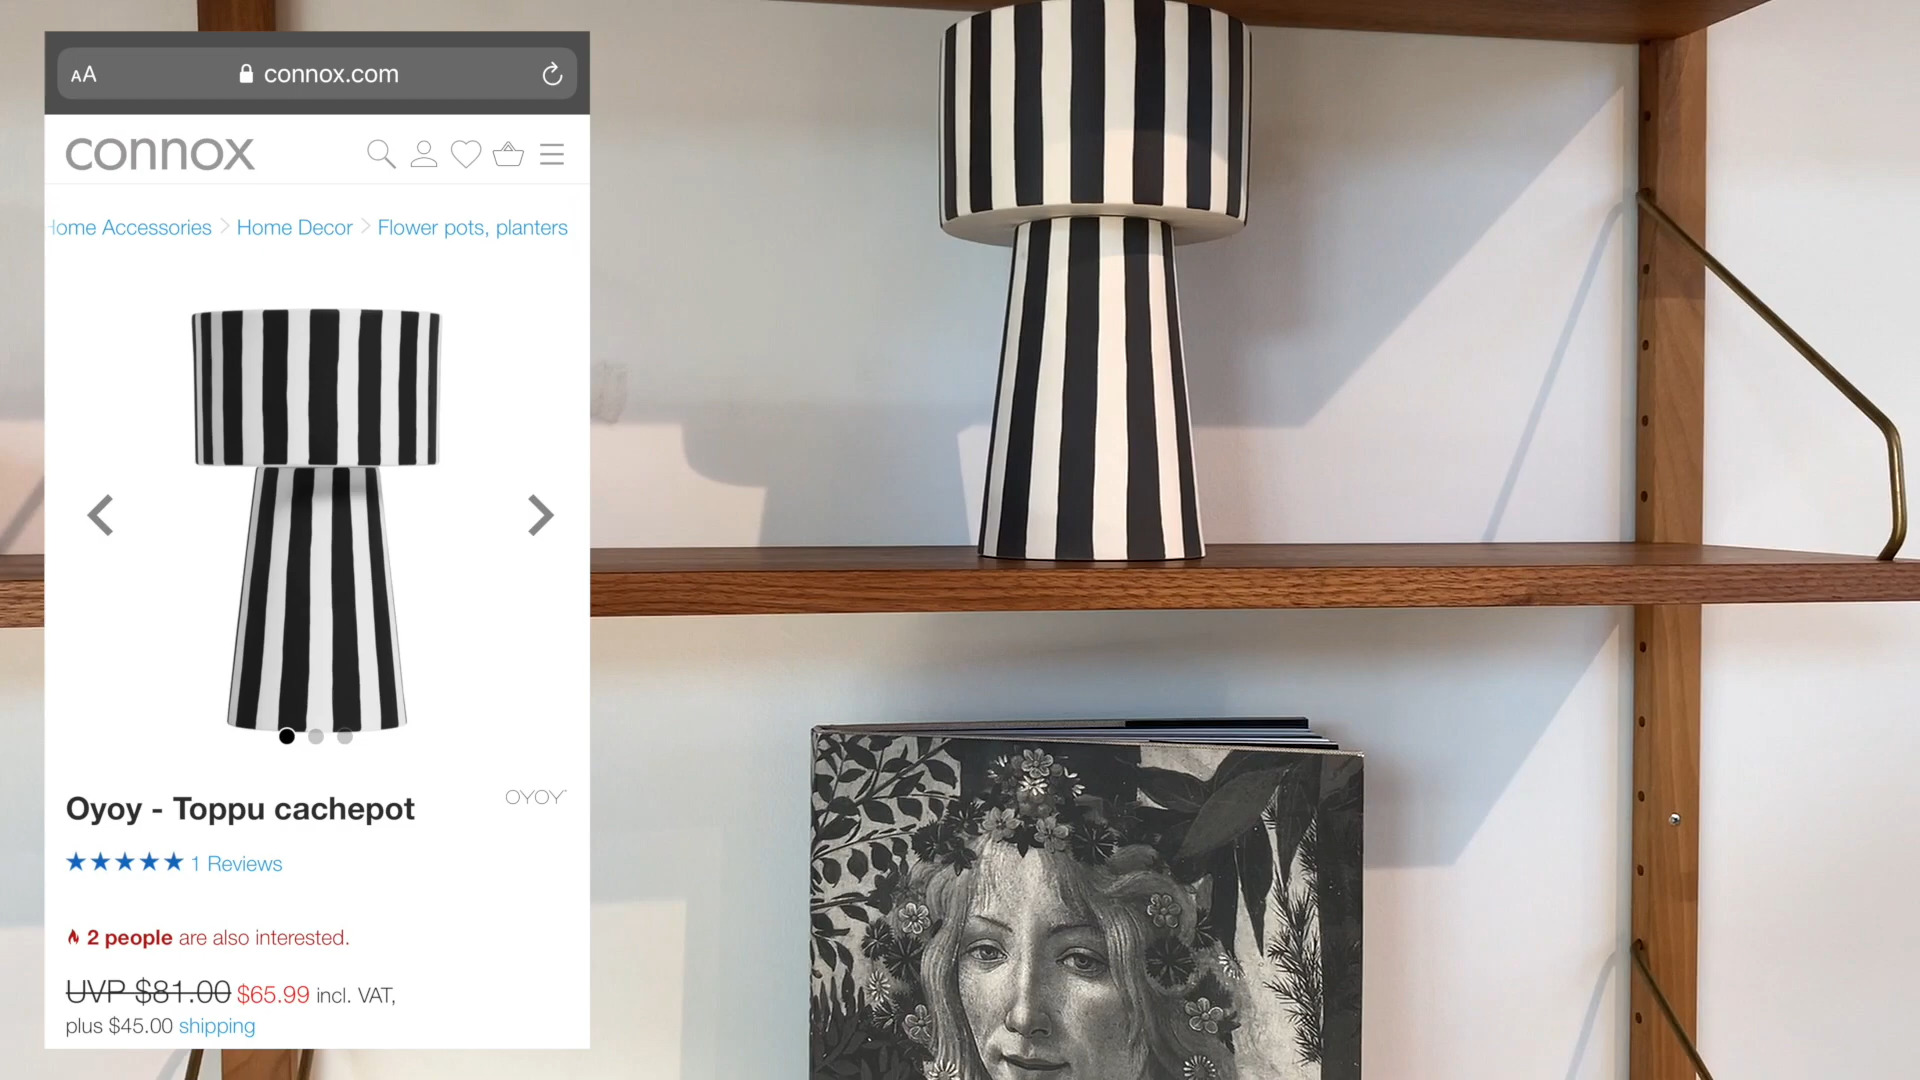 AA connox.com
connox
Home Accessories > Home Decor > Flower pots, planters
Oyoy - Toppu cachepot
OYOY
1 Reviews
2 people are also interested.
UVP $81.00 $65.99 incl. VAT,
plus $45.00 shipping